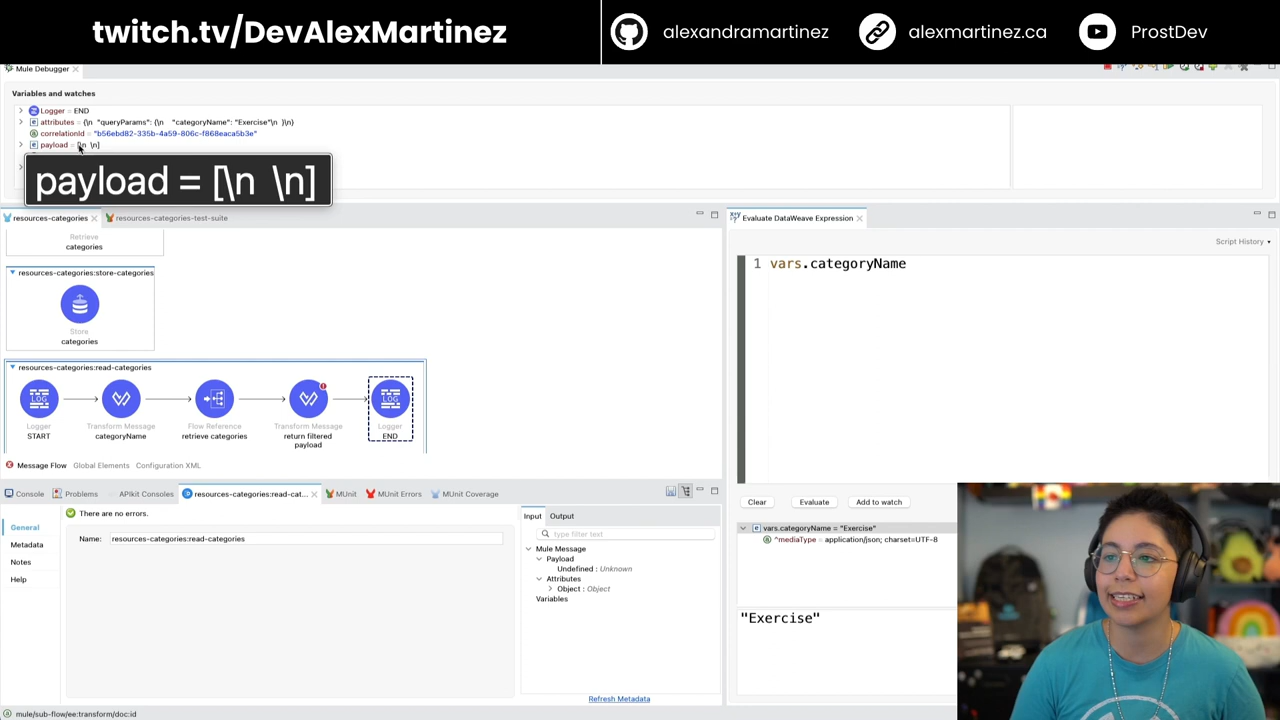 twitch.tv/DevAlexMartinez
alexandramartinez
alexmartinez.ca
ProstDev
Mule Debugger
Variables and watches
Logger = END
attributes = {\n "queryParams": {\n "categoryName": "Exercise"\n }\n}
correlationId = "b56ebd82-335b-4a59-806c-f868eaca5b3e"
payload = [\n \n]
payload = [\n \n]
resources-categories
resources-categories-test-suite
Retrieve
categories
resources-categories:store-categories
Store
categories
resources-categories:read-categories
LOG
LOG
Logger
START
Transform Message
categoryName
Flow Reference
retrieve categories
Transform Message
return filtered
payload
Logger
END
Message Flow
Global Elements
Configuration XML
Evaluate DataWeave Expression
Script History
1 vars.categoryName
Clear
Evaluate
Add to watch
vars.categoryName = "Exercise"
^mediaType = application/json; charset=UTF-8
"Exercise"
Console
Problems
APIkit Consoles
resources-categories:read-cat...
MUnit
MUnit Errors
MUnit Coverage
General
Metadata
Notes
Help
There are no errors.
Name: resources-categories:read-categories
Input
Output
type filter text
Mule Message
Payload
Undefined : Unknown
Attributes
Object : Object
Variables
Refresh Metadata
mule/sub-flow/ee:transform/doc:id